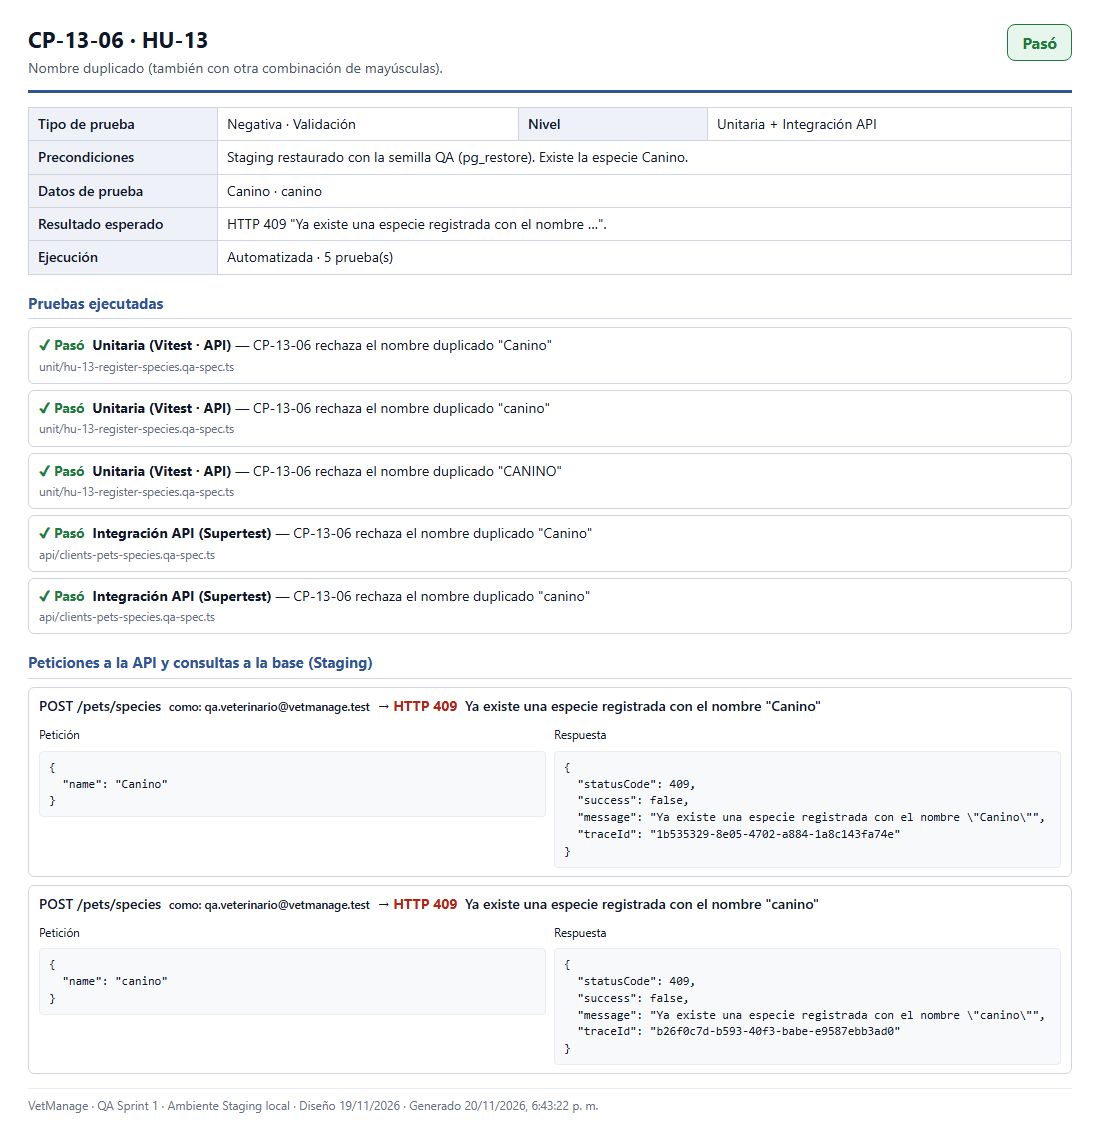 CP-13-06 · HU-13
Pasó
Nombre duplicado (también con otra combinación de mayúsculas).
Tipo de prueba Negativa · Validación Nivel Unitaria + Integración API
Precondiciones Staging restaurado con la semilla QA (pg_restore). Existe la especie Canino.
Datos de prueba Canino · canino
Resultado esperado HTTP 409 "Ya existe una especie registrada con el nombre ...".
Ejecución Automatizada · 5 prueba(s)
Pruebas ejecutadas
✓ Pasó Unitaria (Vitest · API) — CP-13-06 rechaza el nombre duplicado "Canino"
unit/hu-13-register-species.qa-spec.ts
✓ Pasó Unitaria (Vitest · API) — CP-13-06 rechaza el nombre duplicado "canino"
unit/hu-13-register-species.qa-spec.ts
✓ Pasó Unitaria (Vitest · API) — CP-13-06 rechaza el nombre duplicado "CANINO"
unit/hu-13-register-species.qa-spec.ts
✓ Pasó Integración API (Supertest) — CP-13-06 rechaza el nombre duplicado "Canino"
api/clients-pets-species.qa-spec.ts
✓ Pasó Integración API (Supertest) — CP-13-06 rechaza el nombre duplicado "canino"
api/clients-pets-species.qa-spec.ts
Peticiones a la API y consultas a la base (Staging)
POST /pets/species como: qa.veterinario@vetmanage.test → HTTP 409 Ya existe una especie registrada con el nombre "Canino"
Petición
{
"name": "Canino"
}
Respuesta
{
"statusCode": 409,
"success": false,
"message": "Ya existe una especie registrada con el nombre \"Canino\"",
"traceId": "1b535329-8e05-4702-a884-1a8c143fa74e"
}
POST /pets/species como: qa.veterinario@vetmanage.test → HTTP 409 Ya existe una especie registrada con el nombre "canino"
Petición
{
"name": "canino"
}
Respuesta
{
"statusCode": 409,
"success": false,
"message": "Ya existe una especie registrada con el nombre \"canino\"",
"traceId": "b26f0c7d-b593-40f3-babe-e9587ebb3ad0"
}
VetManage · QA Sprint 1 · Ambiente Staging local · Diseño 19/11/2026 · Generado 20/11/2026, 6:43:22 p. m.